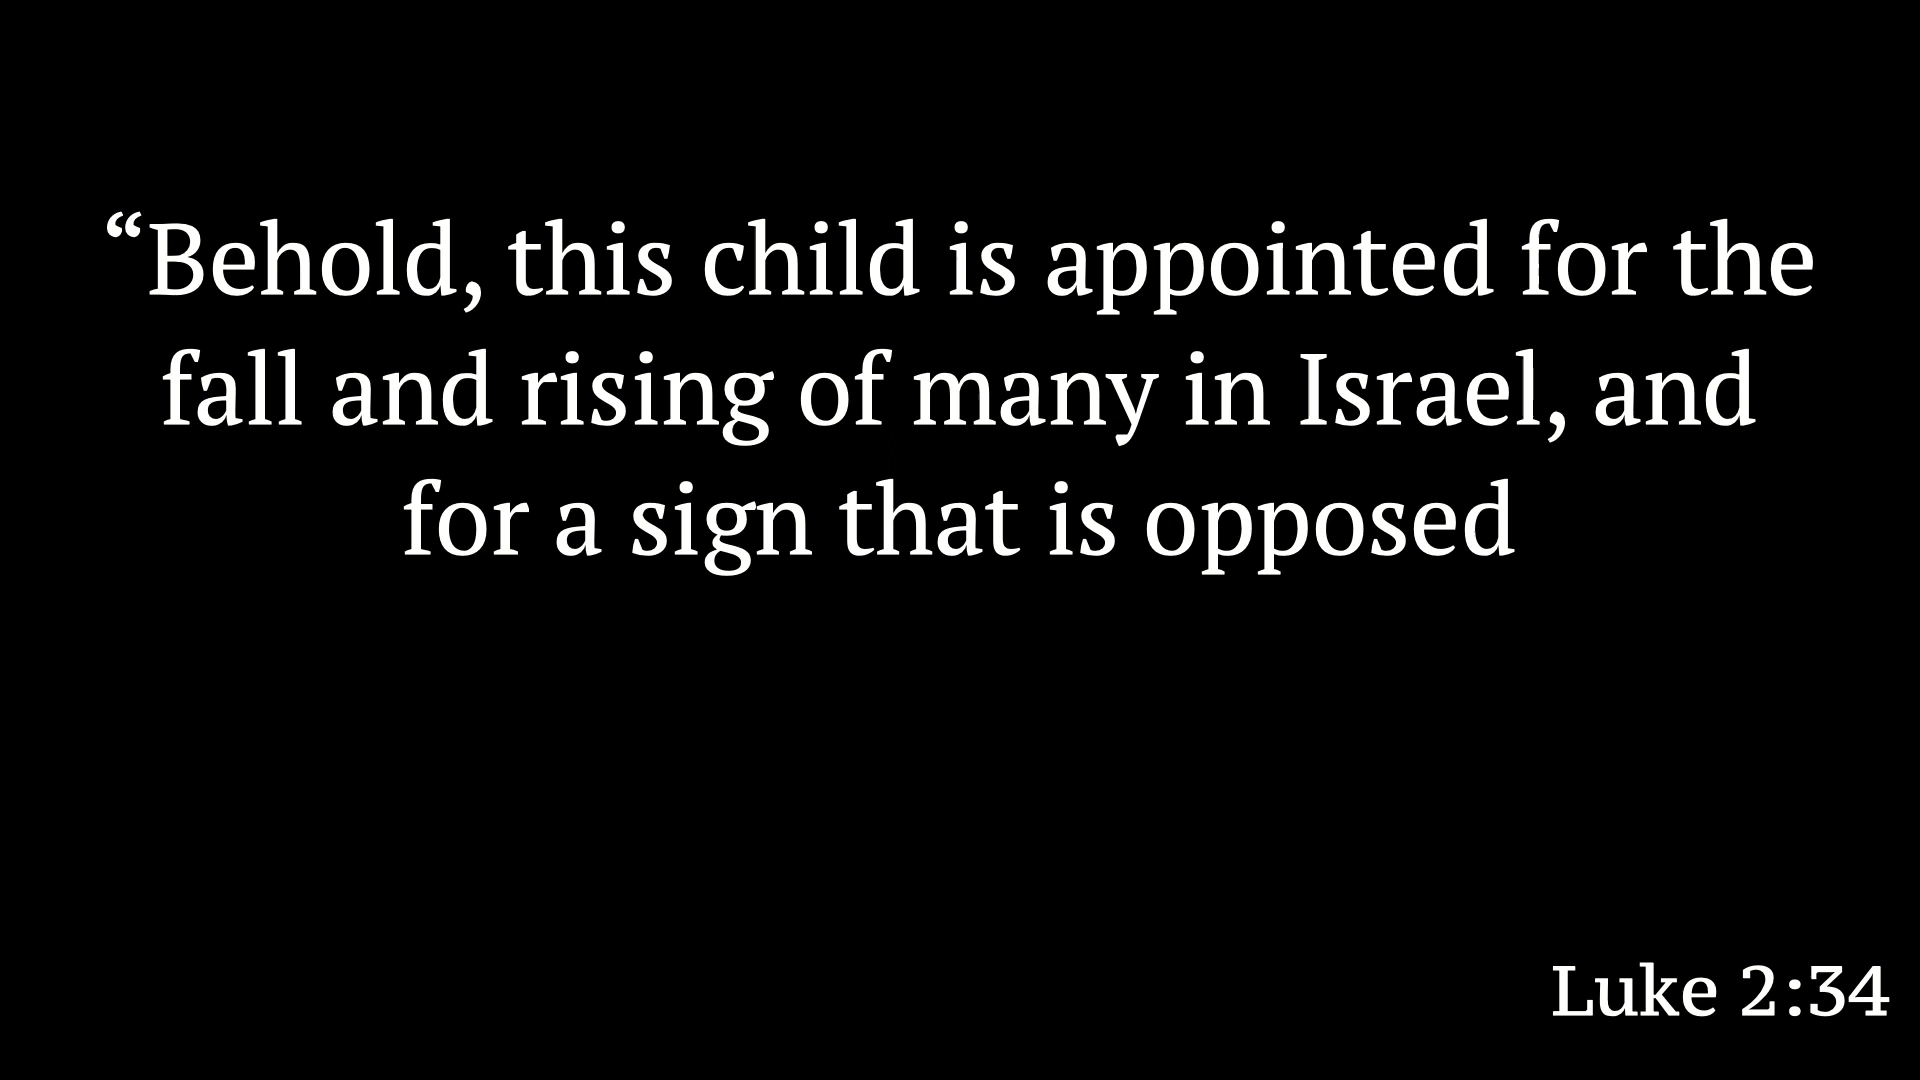 “Behold, this child is appointed for the
fall and rising of many in Israel, and
for a sign that is opposed
Luke 2:34